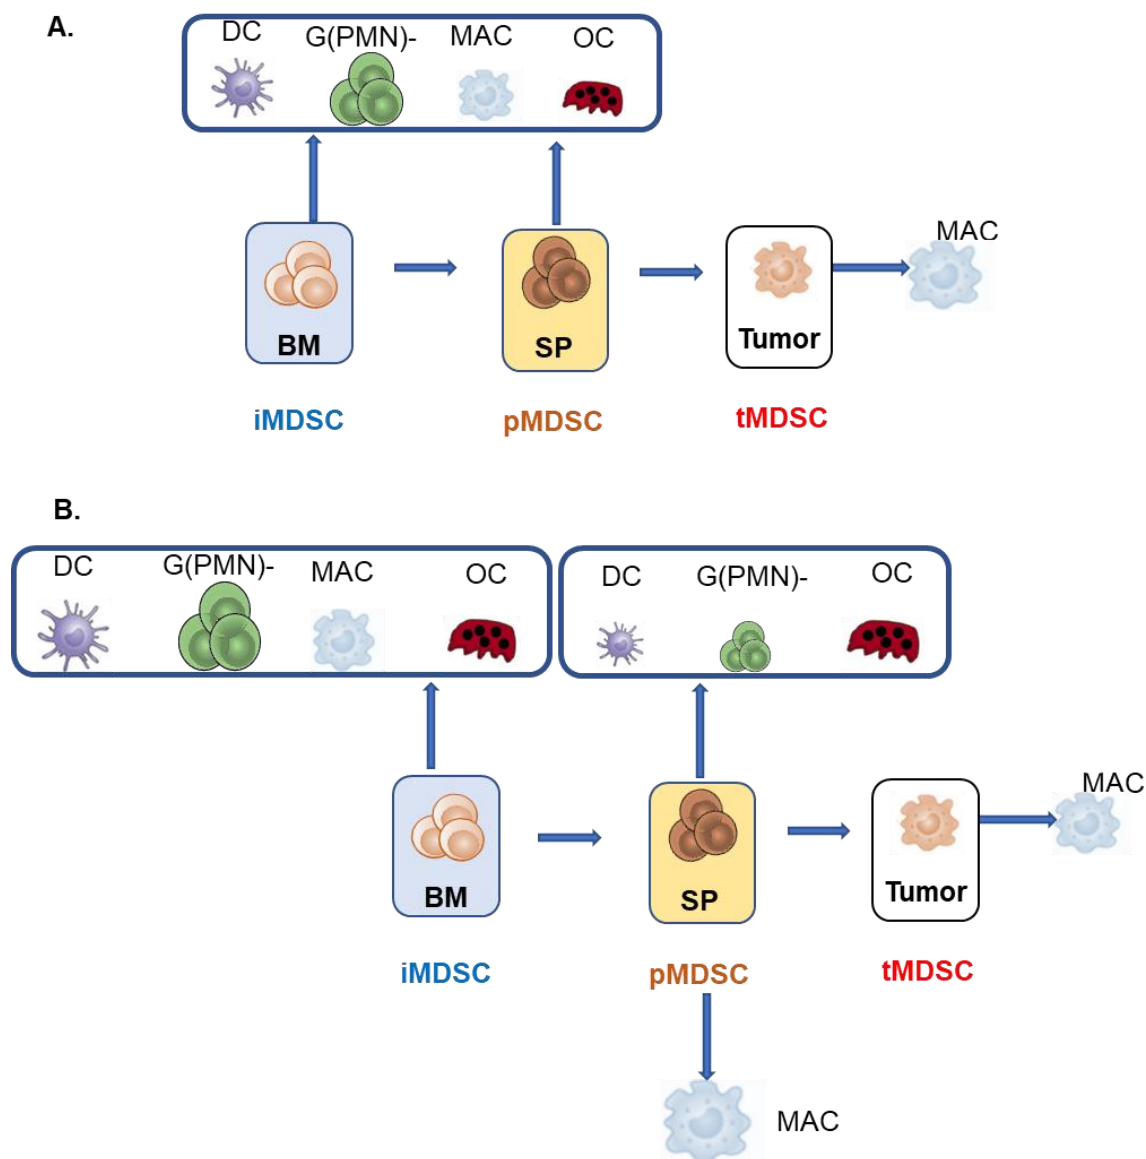 A.
DC G(PMN)- MAC OC
MAC
BM SP Tumor
iMDSC pMDSC tMDSC
B.
DC G(PMN)- MAC OC DC G(PMN)- OC
MAC
BM SP Tumor
iMDSC pMDSC tMDSC
MAC